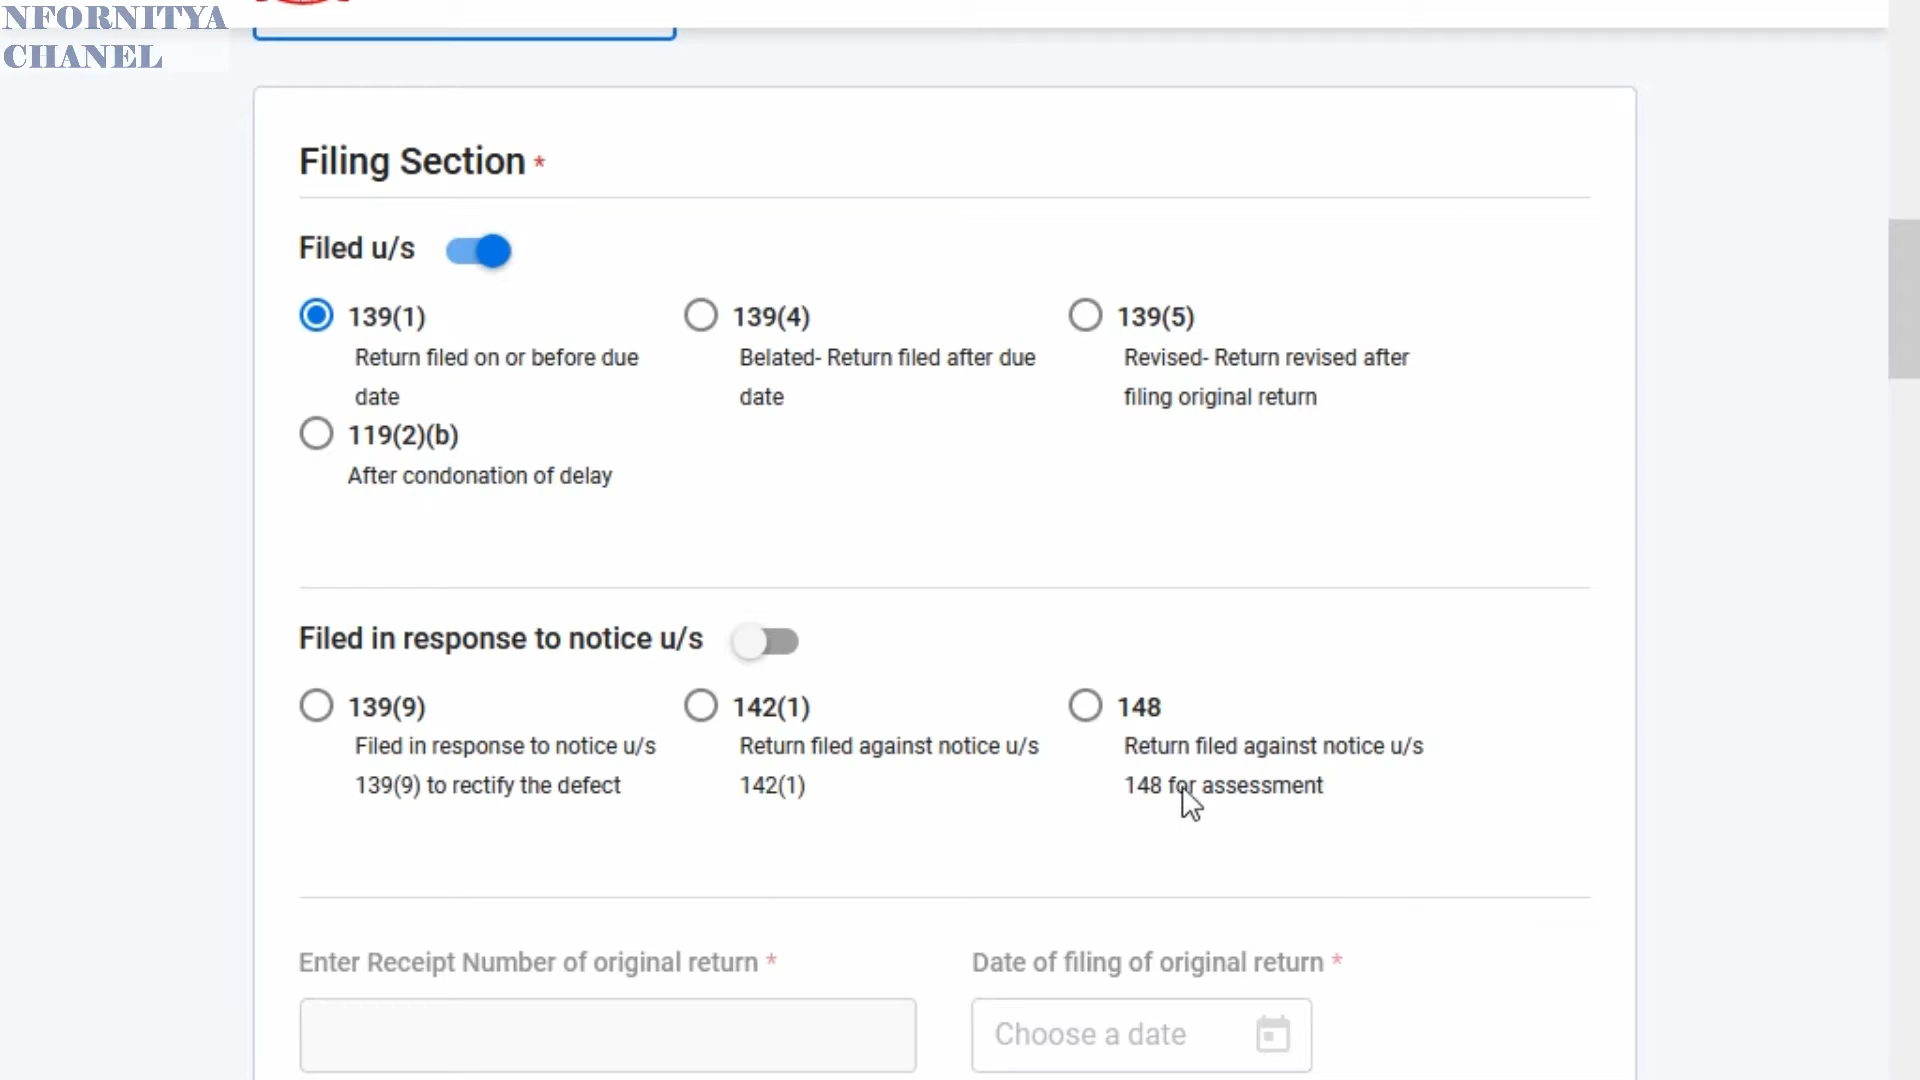 NFORNITYA
CHANEL
Filing Section *
Filed u/s
139(1)
Return filed on or before due
date
139(4)
Belated- Return filed after due
date
139(5)
Revised- Return revised after
filing original return
119(2)(b)
After condonation of delay
Filed in response to notice u/s
139(9)
Filed in response to notice u/s
139(9) to rectify the defect
142(1)
Return filed against notice u/s
142(1)
148
Return filed against notice u/s
148 for assessment
Enter Receipt Number of original return *
Date of filing of original return *
Choose a date